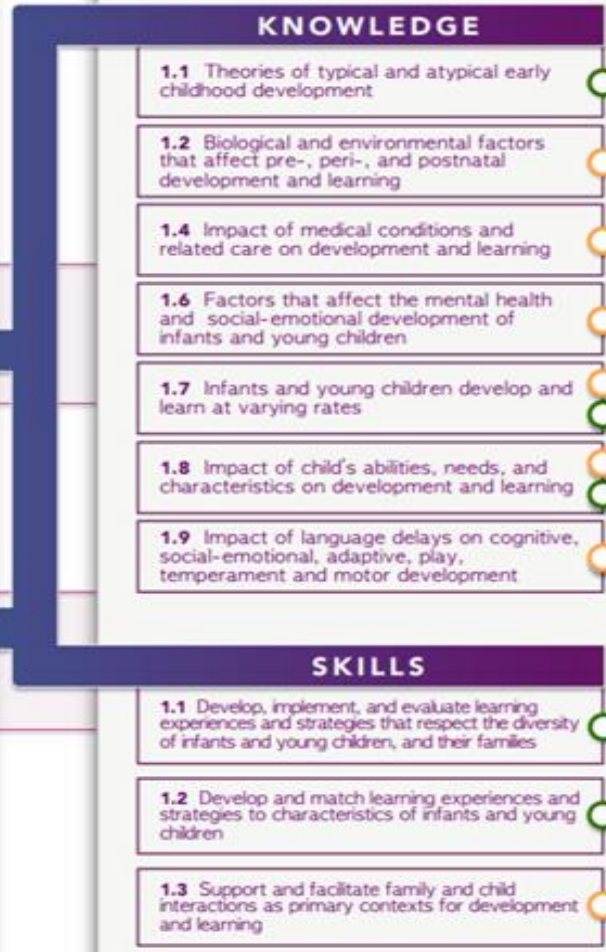 KNOWLEDGE
1.1 Theories of typical and atypical early
childhood development
1.2 Biological and environmental factors
that affect pre-, peri-, and postnatal
development and learning
1.4 Impact of medical conditions and
related care on development and learning
1.6 Factors that affect the mental health
and social-emotional development of
infants and young children
1.7 Infants and young children develop and
learn at varying rates
1.8 Impact of child's abilities, needs, and
characteristics on development and learning
1.9 Impact of language delays on cognitive,
social-emotional, adaptive, play,
temperament and motor development
SKILLS
1.1 Develop, implement, and evaluate learning
experiences and strategies that respect the diversity
of infants and young children, and their families
1.2 Develop and match learning experiences and
strategies to characteristics of infants and young
children
1.3 Support and facilitate family and child
interactions as primary contexts for development
and learning